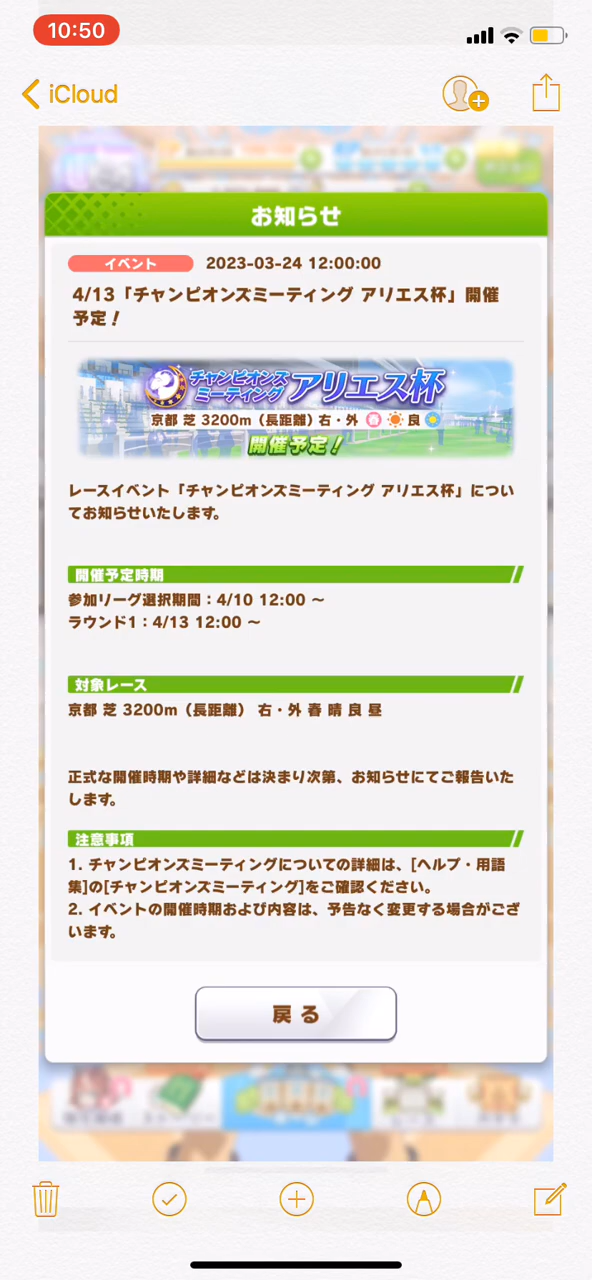 10:50
iCloud
お知らせ
イベント 2023-03-24 12:00:00
4/13「チャンピオンズミーティング アリエス杯」開催
予定！
チャンピオンズ
ミーティング アリエス杯
京都 芝 3200m（長距離）右・外 良
開催予定！
レースイベント「チャンピオンズミーティング アリエス杯」につい
てお知らせいたします。
開催予定時期
参加リーグ選択期間：4/10 12:00 ～
ラウンド1：4/13 12:00 ～
対象レース
京都 芝 3200m（長距離） 右・外 春 晴 良 昼
正式な開催時期や詳細などは決まり次第、お知らせにてご報告いた
します。
注意事項
1. チャンピオンズミーティングについての詳細は、[ヘルプ・用語
集]の[チャンピオンズミーティング]をご確認ください。
2. イベントの開催時期および内容は、予告なく変更する場合がござ
います。
戻る